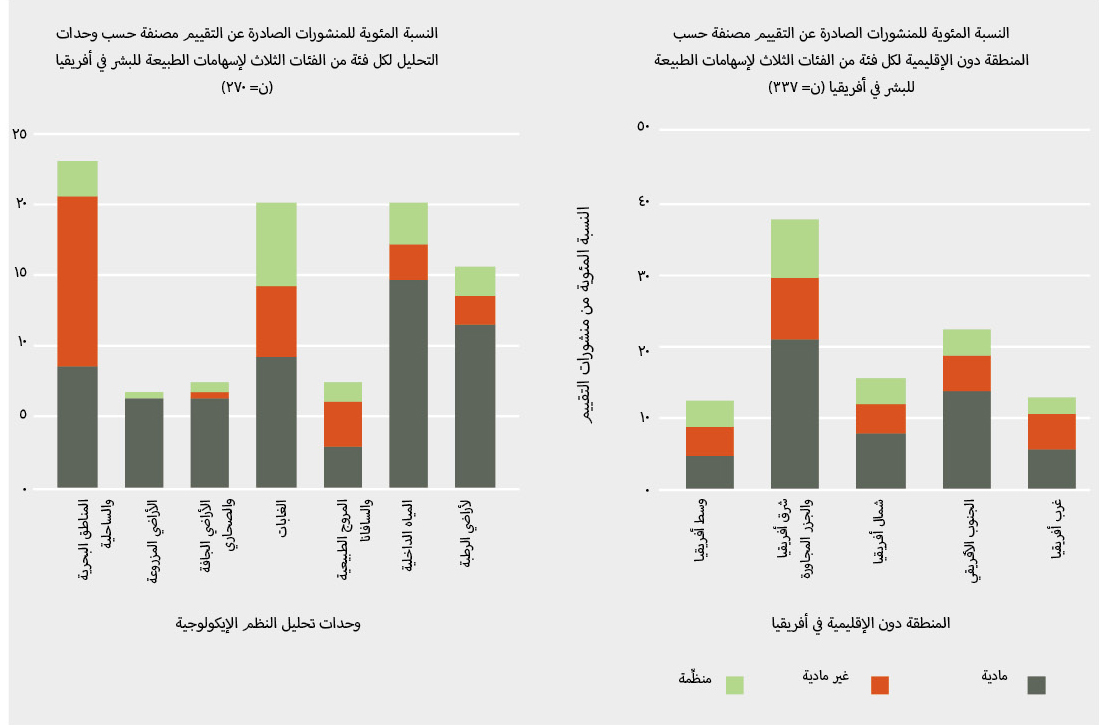 النسبة المئوية للمنشورات الصادرة عن التقييم مصنفة حسب
المنطقة دون الإقليمية لكل فئة من الفئات الثلاث لإسهامات الطبيعة
للبشر في أفريقيا (ن= ٣٣٧)
٥٠
٤٠
٣٠
٢٠
١٠
٠
النسبة المئوية من منشورات التقييم
وسط أفريقيا
شرق أفريقيا
والجزر المجاورة
شمال أفريقيا
الجنوب الأفريقي
غرب أفريقيا
المنطقة دون الإقليمية في أفريقيا
مادية
غير مادية
منظِّمة
النسبة المئوية للمنشورات الصادرة عن التقييم مصنفة حسب وحدات
التحليل لكل فئة من الفئات الثلاث لإسهامات الطبيعة للبشر في أفريقيا
(ن= ٢٧٠)
٢٥
٢٠
١٥
١٠
٥
٠
المناطق البحرية
والساحلية
الأراضي المزروعة
الأراضي الجافة
والصحاري
الغابات
المروج الطبيعية
والسافانا
المياه الداخلية
لأراضي الرطبة
وحدات تحليل النظم الإيكولوجية